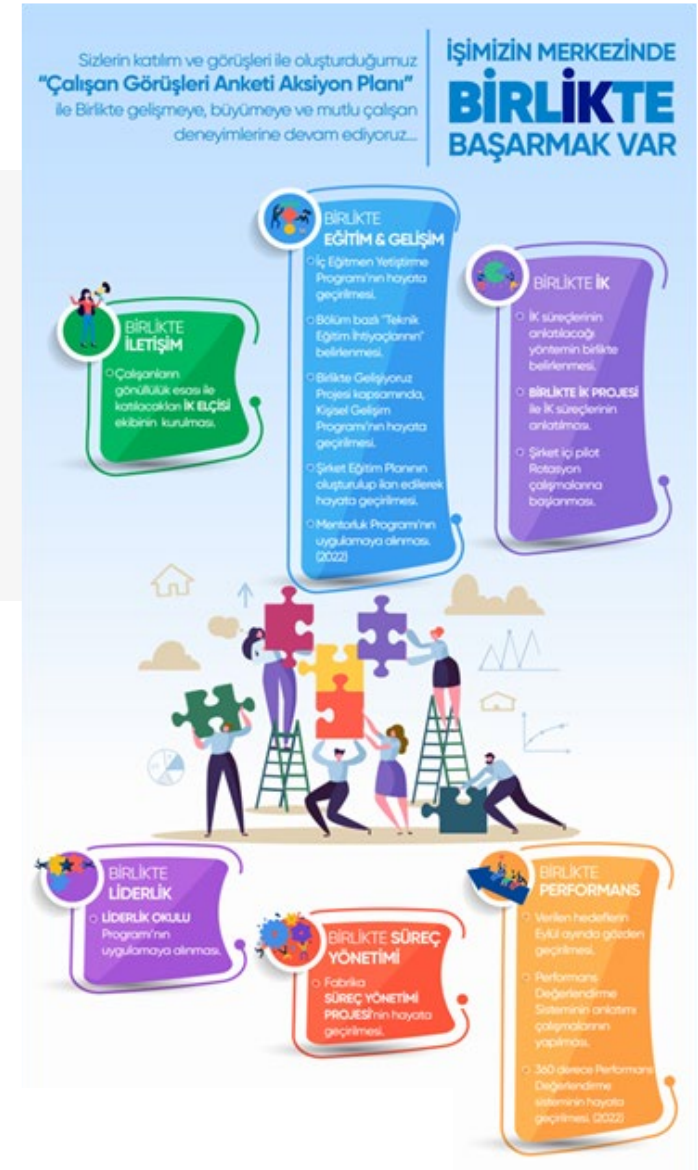 Sizlerin katılım ve görüşleri ile oluşturduğumuz
“Çalışan Görüşleri Anketi Aksiyon Planı”
ile Birlikte gelişmeye, büyümeye ve mutlu çalışan
deneyimlerine devam ediyoruz...
İŞİMİZİN MERKEZİNDE
BİRLİKTE
BAŞARMAK VAR
BİRLİKTE
İLETİŞİM
Çalışanların
gönüllülük esası ile
katılacakları İK ELÇİSİ
ekibinin kurulması.
BİRLİKTE
EĞİTİM & GELİŞİM
İç Eğitmen Yetiştirme
Programı'nın hayata
geçirilmesi.
Bölüm bazlı "Teknik
Eğitim İhtiyaçlarının"
belirlenmesi.
Birlikte Gelişiyoruz
Projesi kapsamında,
Kişisel Gelişim
Programı'nın hayata
geçirilmesi.
Şirket Eğitim Planının
oluşturulup ilan edilerek
hayata geçirilmesi.
Mentorluk Programı'nın
uygulamaya alınması.
(2022)
BİRLİKTE İK
İK süreçlerinin
anlatılacağı
yöntemin birlikte
belirlenmesi.
BİRLİKTE İK PROJESİ
ile İK süreçlerinin
anlatılması.
Şirket içi pilot
Rotasyon
çalışmalarına
başlanması.
BİRLİKTE
LİDERLİK
LİDERLİK OKULU
Programı'nın
uygulamaya alınması.
BİRLİKTE SÜREÇ
YÖNETİMİ
Fabrika
SÜREÇ YÖNETİMİ
PROJESİ'nin hayata
geçirilmesi.
BİRLİKTE
PERFORMANS
Verilen hedeflerin
Eylül ayında gözden
geçirilmesi.
Performans
Değerlendirme
Sisteminin anlatımı
çalışmalarının
yapılması.
360 derece Performans
Değerlendirme
sisteminin hayata
geçirilmesi. (2022)